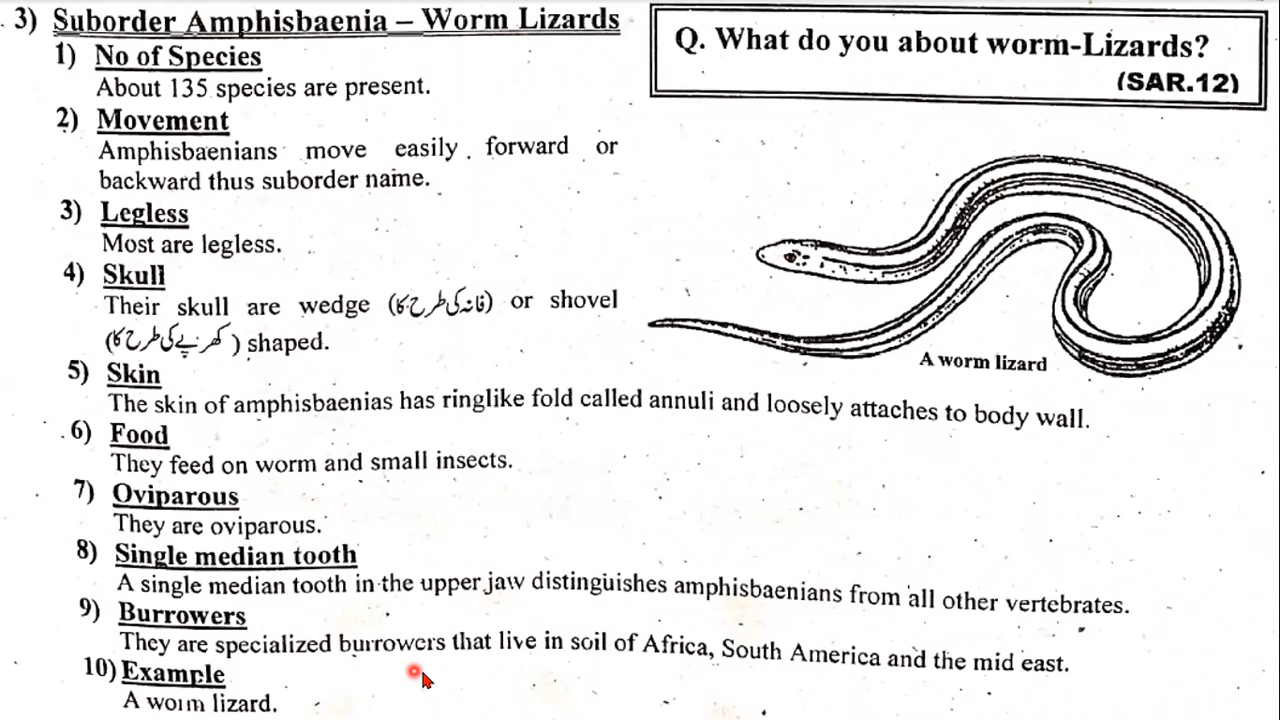 3) Suborder Amphisbaenia – Worm Lizards
Q. What do you about worm-Lizards?
(SAR.12)
1) No of Species
About 135 species are present.
2) Movement
Amphisbaenians move easily forward or
backward thus suborder name.
3) Legless
Most are legless.
4) Skull
Their skull are wedge (فانہ کی طرح کا) or shovel
(کھرپے کی طرح کا) shaped.
A worm lizard
5) Skin
The skin of amphisbaenias has ringlike fold called annuli and loosely attaches to body wall.
6) Food
They feed on worm and small insects.
7) Oviparous
They are oviparous.
8) Single median tooth
A single median tooth in the upper jaw distinguishes amphisbaenians from all other vertebrates.
9) Burrowers
They are specialized burrowers that live in soil of Africa, South America and the mid east.
10) Example
A worm lizard.